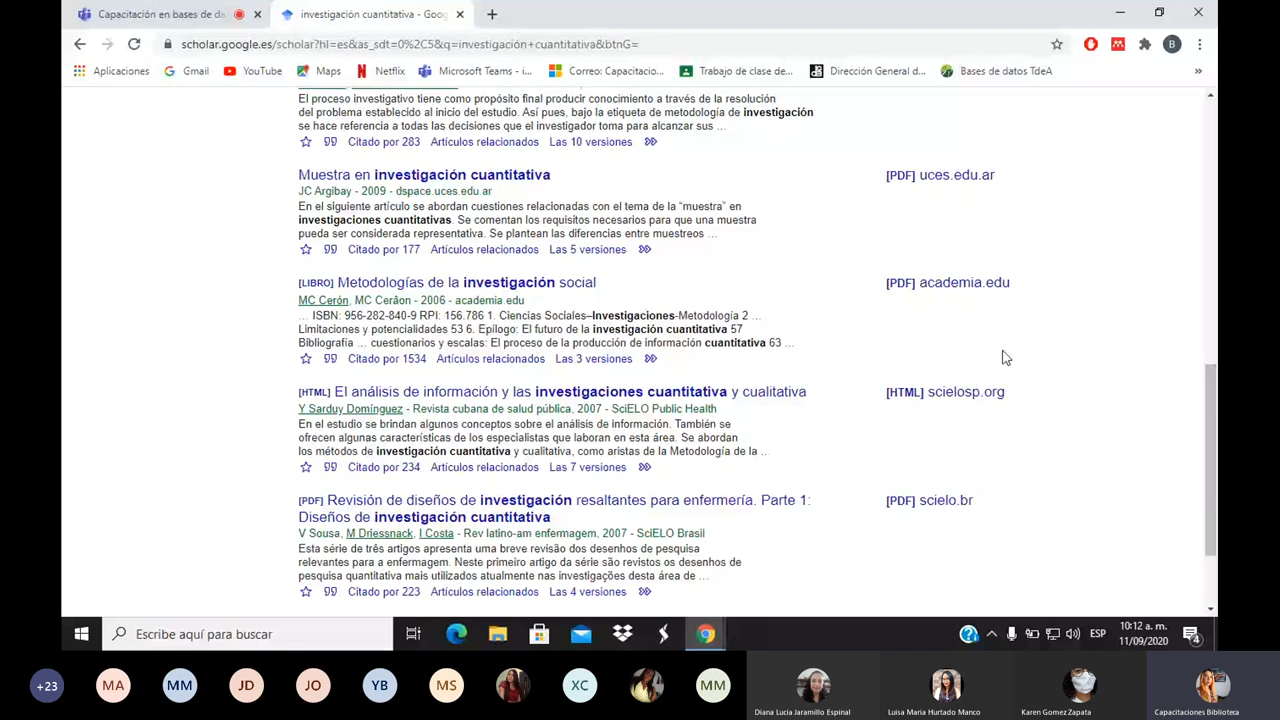 Capacitación en bases de da
investigación cuantitativa - Goog
scholar.google.es/scholar?hl=es&as_sdt=0%2C5&q=investigación+cuantitativa&btnG=
B
Aplicaciones
Gmail
YouTube
Maps
Netflix
Microsoft Teams - i...
Correo: Capacitacio...
Trabajo de clase de...
Dirección General d...
Bases de datos TdeA
»
El proceso investigativo tiene como propósito final producir conocimiento a través de la resolución
del problema establecido al inicio del estudio. Así pues, bajo la etiqueta de metodología de investigación
se hace referencia a todas las decisiones que el investigador toma para alcanzar sus ...
Citado por 283 Artículos relacionados Las 10 versiones
Muestra en investigación cuantitativa
[PDF] uces.edu.ar
JC Argibay - 2009 - dspace.uces.edu.ar
En el siguiente artículo se abordan cuestiones relacionadas con el tema de la “muestra” en
investigaciones cuantitativas. Se comentan los requisitos necesarios para que una muestra
pueda ser considerada representativa. Se plantean las diferencias entre muestreos ...
Citado por 177 Artículos relacionados Las 5 versiones
[LIBRO] Metodologías de la investigación social
[PDF] academia.edu
MC Cerón, MC Cerâon - 2006 - academia.edu
... ISBN: 956-282-840-9 RPI: 156.786 1. Ciencias Sociales–Investigaciones-Metodología 2 ...
Limitaciones y potencialidades 53 6. Epílogo: El futuro de la investigación cuantitativa 57
Bibliografía ... cuestionarios y escalas: El proceso de la producción de información cuantitativa 63 ...
Citado por 1534 Artículos relacionados Las 3 versiones
[HTML] El análisis de información y las investigaciones cuantitativa y cualitativa
[HTML] scielosp.org
Y Sarduy Domínguez - Revista cubana de salud pública, 2007 - SciELO Public Health
En el estudio se brindan algunos conceptos sobre el análisis de información. También se
ofrecen algunas características de los especialistas que laboran en esta área. Se abordan
los métodos de investigación cuantitativa y cualitativa, como aristas de la Metodología de la ...
Citado por 234 Artículos relacionados Las 7 versiones
[PDF] Revisión de diseños de investigación resaltantes para enfermería. Parte 1:
Diseños de investigación cuantitativa
[PDF] scielo.br
V Sousa, M Driessnack, I Costa - Rev latino-am enfermagem, 2007 - SciELO Brasil
Esta série de três artigos apresenta uma breve revisão dos desenhos de pesquisa
relevantes para a enfermagem. Neste primeiro artigo da série são revistos os desenhos de
pesquisa quantitativa mais utilizados atualmente nas investigações desta área de ...
Citado por 223 Artículos relacionados Las 4 versiones
Escribe aquí para buscar
ESP
10:12 a. m.
11/09/2020
4
+23
MA
MM
JD
JO
YB
MS
XC
MM
Diana Lucia Jaramillo Espinal
Luisa Maria Hurtado Manco
Karen Gomez Zapata
Capacitaciones Biblioteca